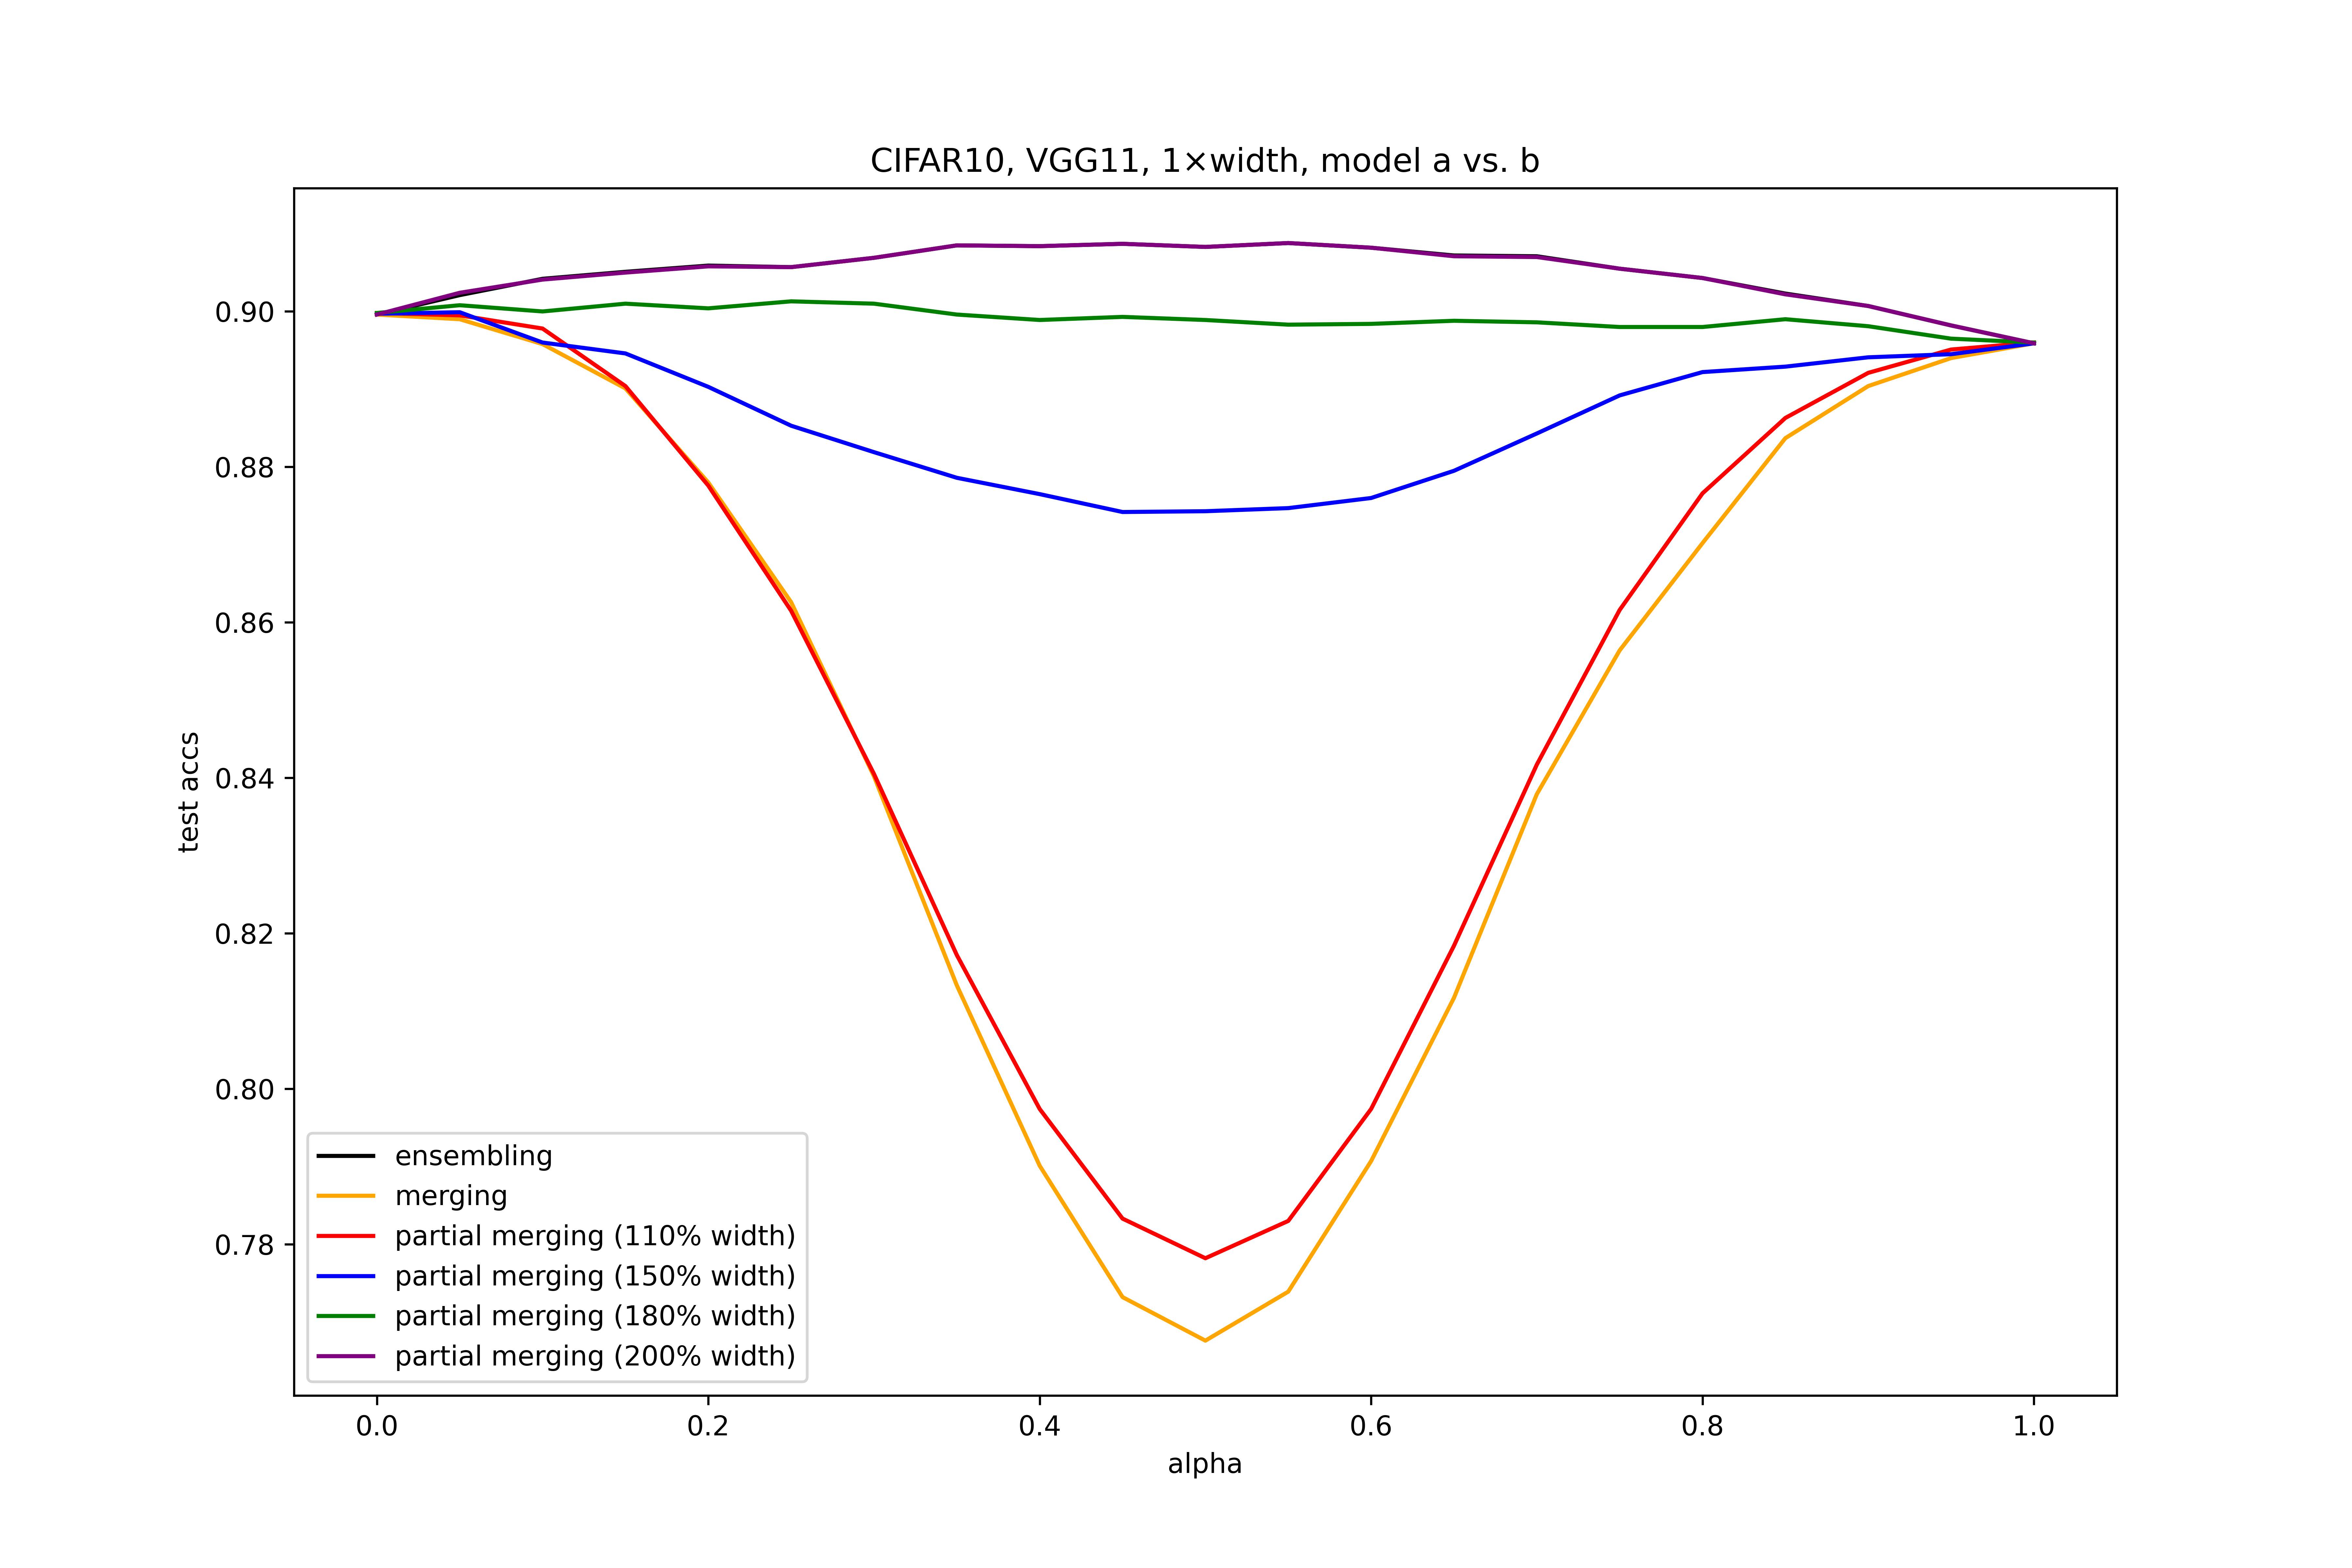 CIFAR10, VGG11, 1×width, model a vs. b
test accs
0.90
0.88
0.86
0.84
0.82
0.80
0.78
ensembling
merging
partial merging (110% width)
partial merging (150% width)
partial merging (180% width)
partial merging (200% width)
0.0 0.2 0.4 0.6 0.8 1.0
alpha